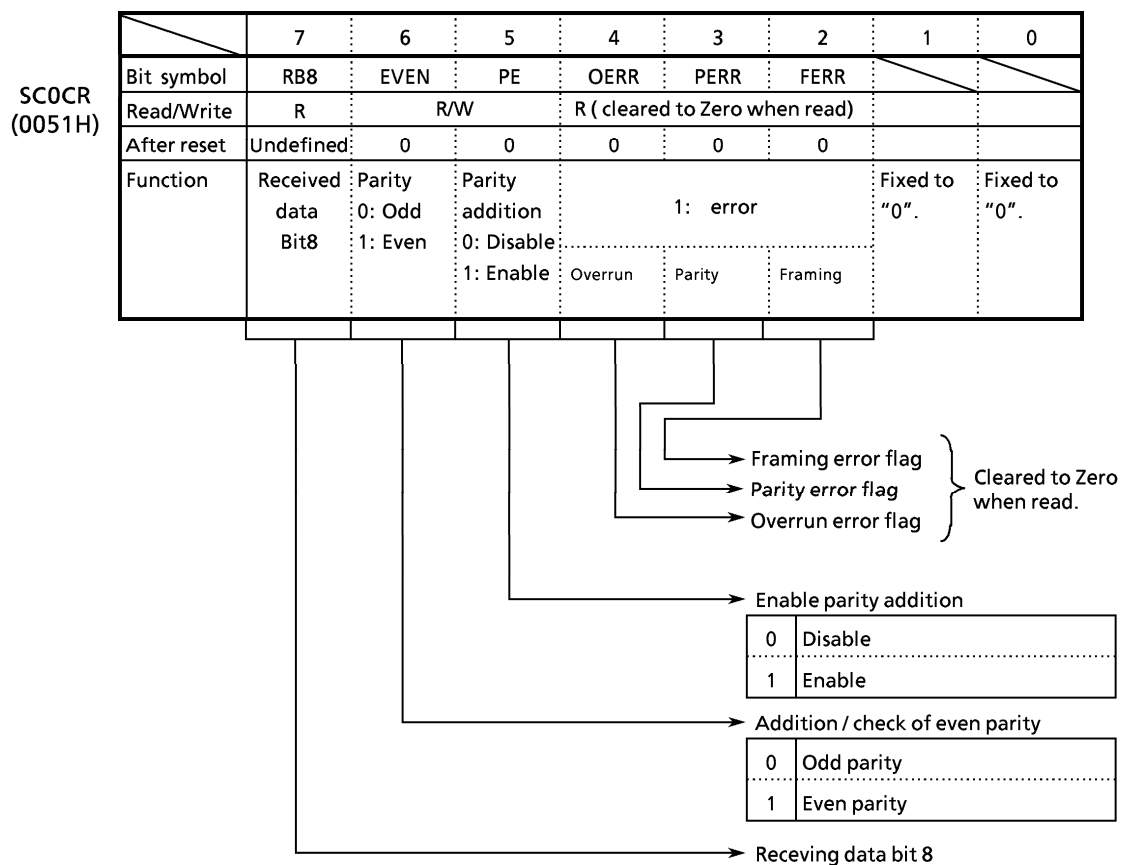 7 6 5 4 3 2 1 0
SC0CR
(0051H)
Bit symbol RB8 EVEN PE OERR PERR FERR
Read/Write R R/W R ( cleared to Zero when read)
After reset Undefined 0 0 0 0 0
Function Received Parity Parity Fixed to Fixed to
data 0: Odd addition 1: error "0". "0".
Bit8 1: Even 0: Disable
1: Enable Overrun Parity Framing
Framing error flag
Parity error flag
Overrun error flag
Cleared to Zero
when read.
Enable parity addition
0 Disable
1 Enable
Addition / check of even parity
0 Odd parity
1 Even parity
Receving data bit 8